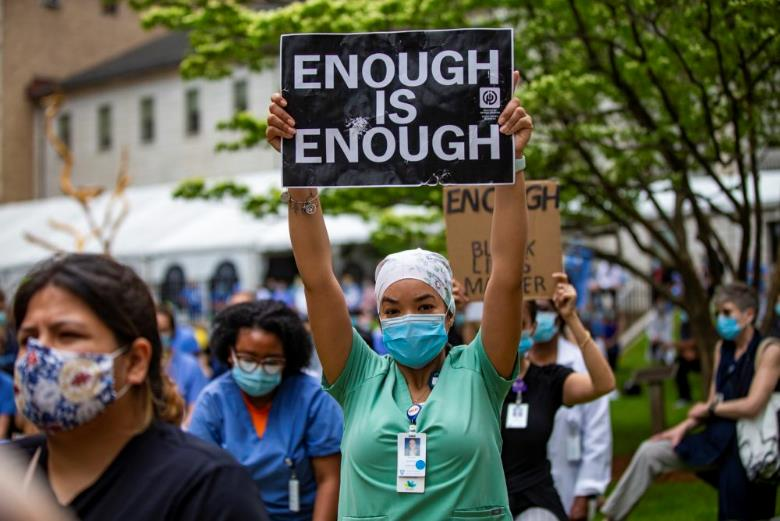 ENOUGH
IS
ENOUGH
ENOUGH
BLACK
LIVES
MATTER